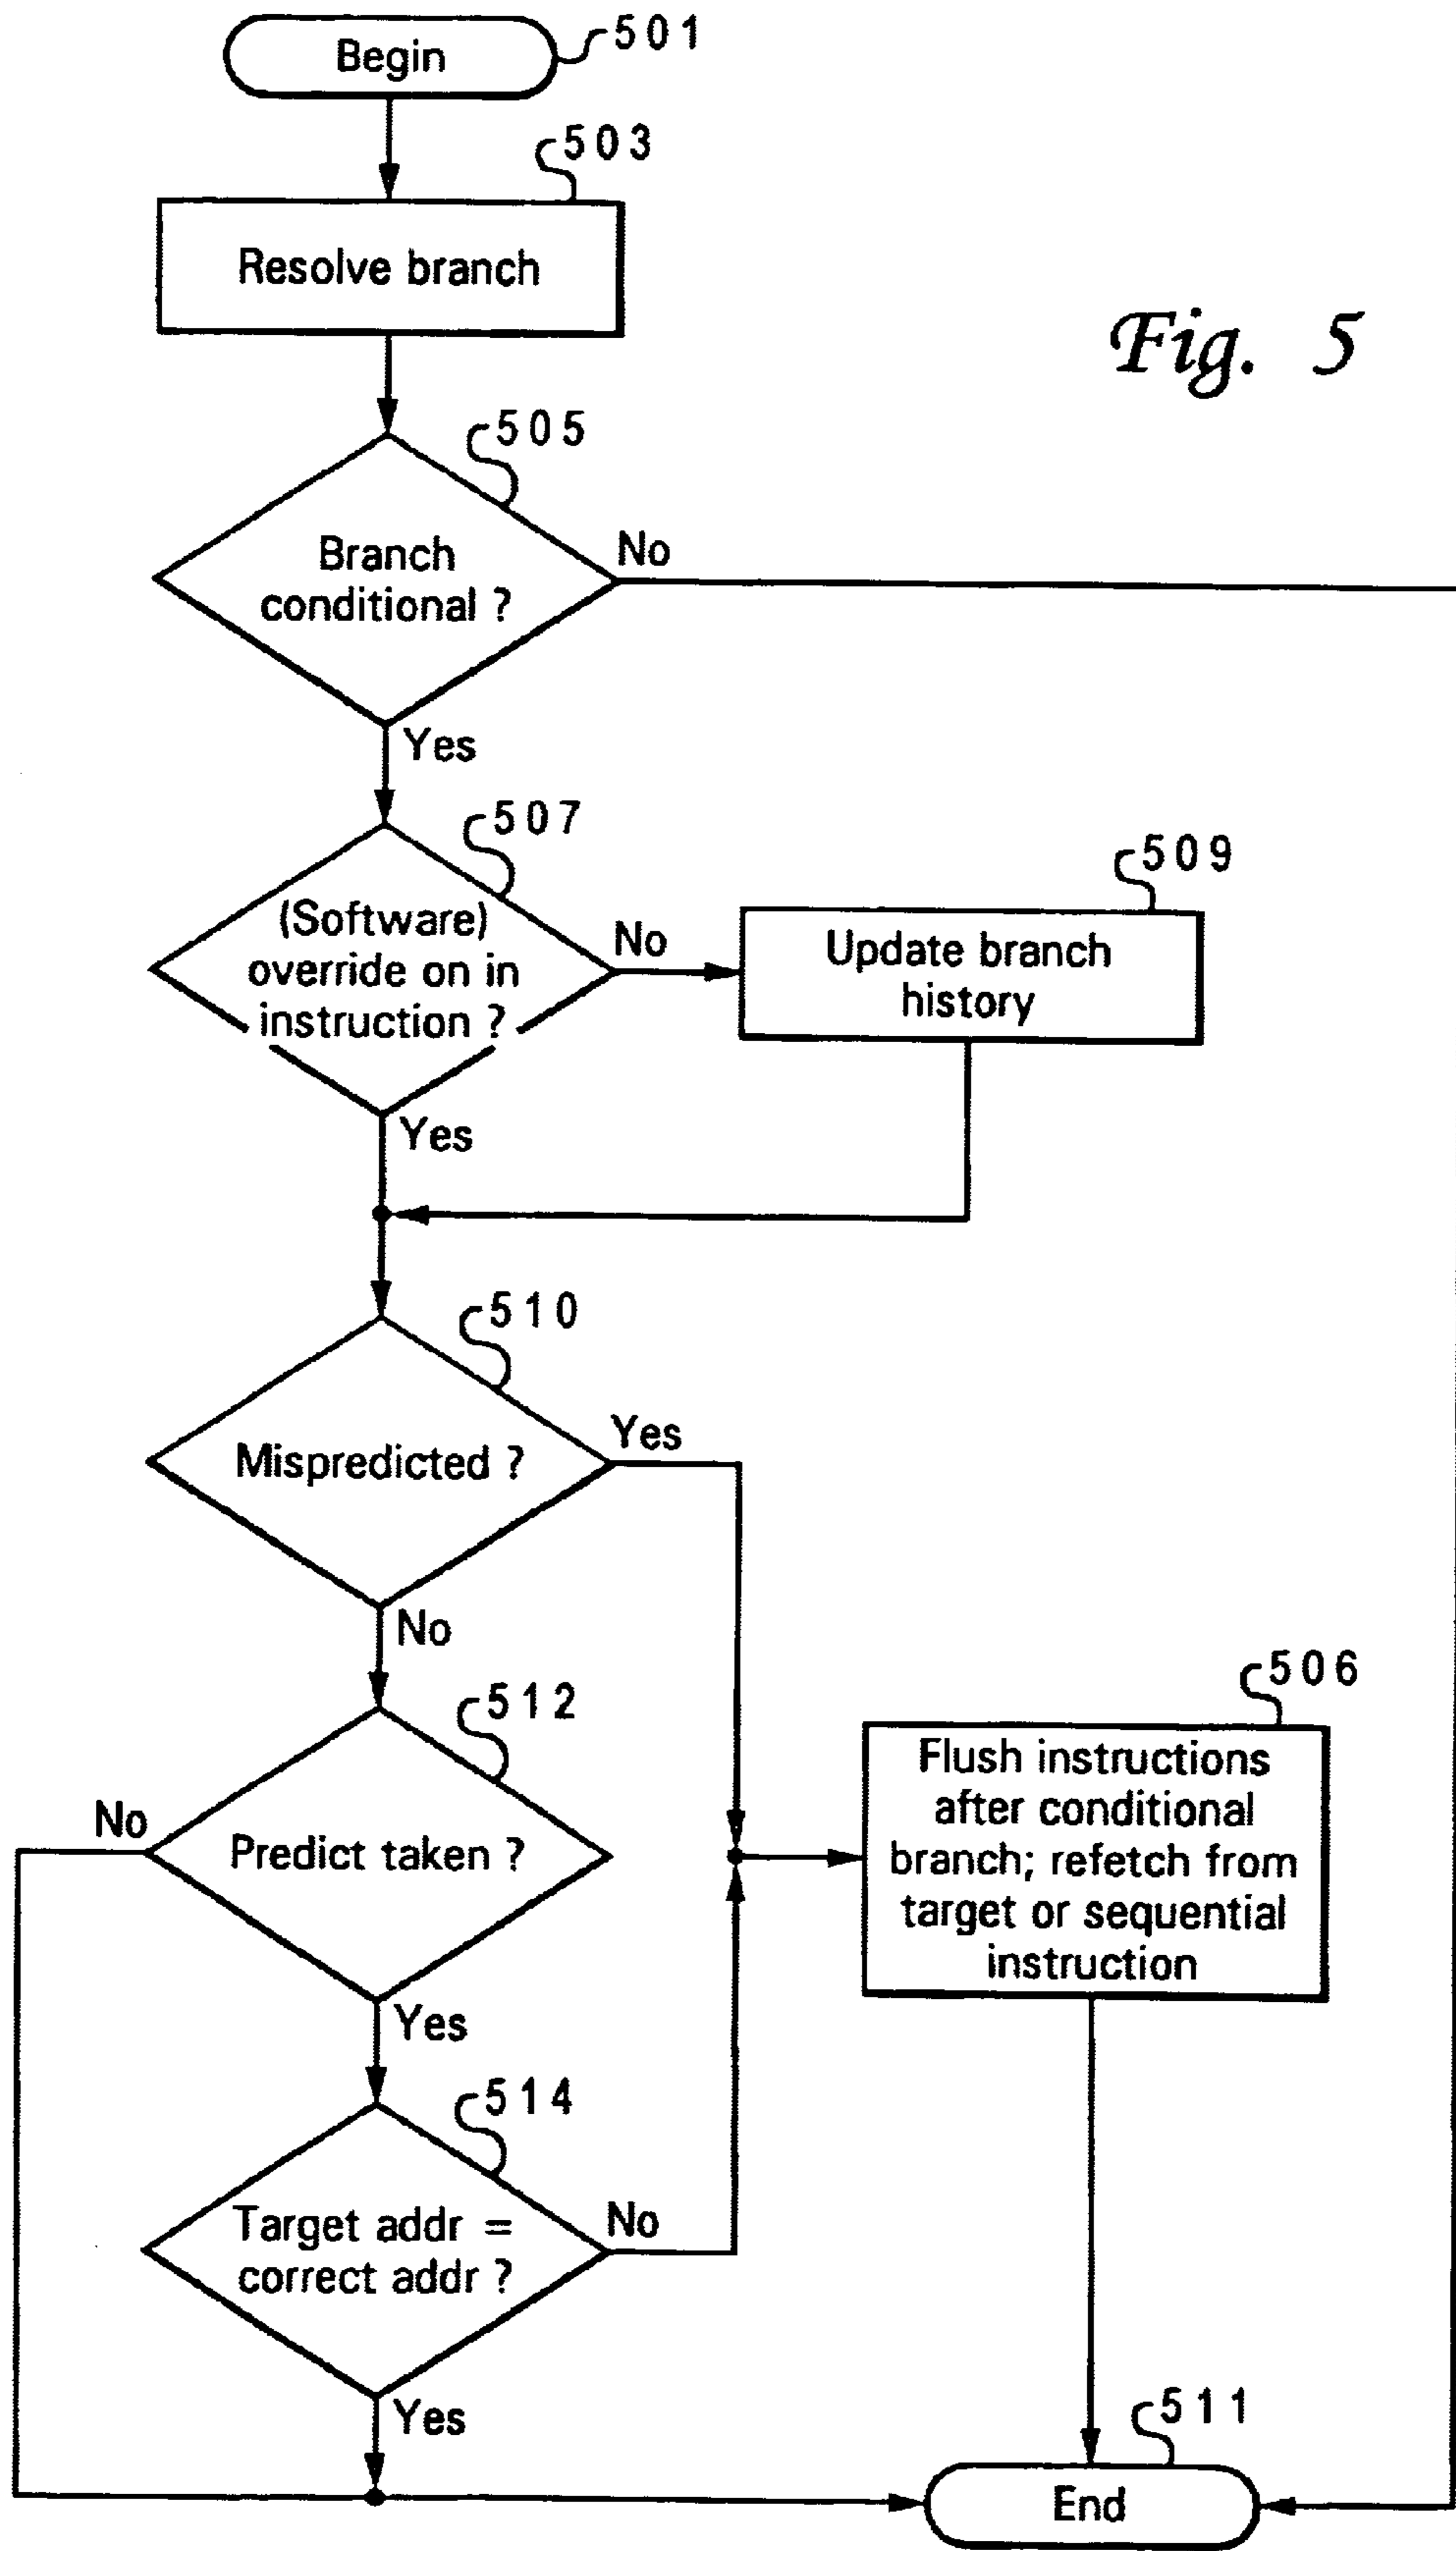 Begin
501
503
Resolve branch
Fig. 5
505
Branch
conditional ?
No
Yes
507
(Software)
override on in
instruction ?
No
509
Update branch
history
Yes
510
Mispredicted ?
Yes
No
512
No
Predict taken ?
506
Flush instructions
after conditional
branch; refetch from
target or sequential
instruction
Yes
514
Target addr =
correct addr ?
No
Yes
511
End